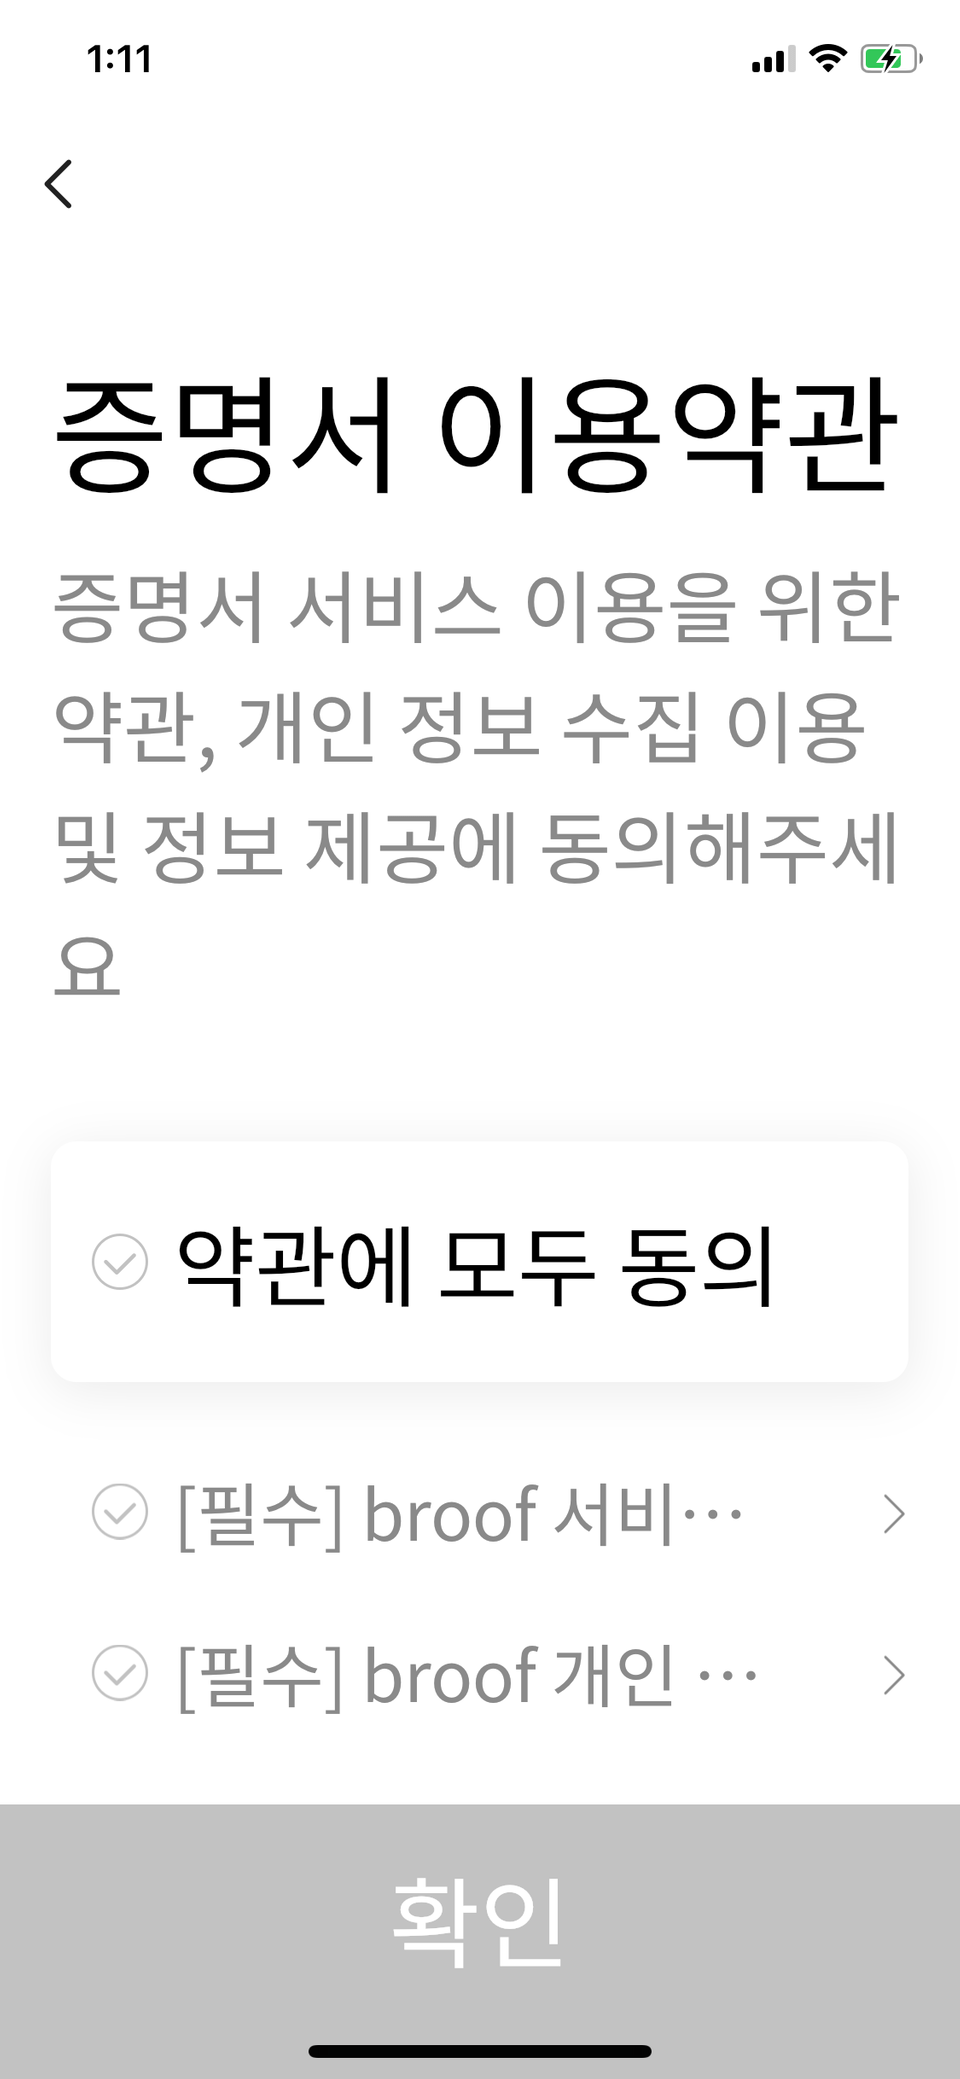 1:11
증명서 이용약관
증명서 서비스 이용을 위한
약관, 개인 정보 수집 이용
및 정보 제공에 동의해주세
요
약관에 모두 동의
[필수] broof 서비…
[필수] broof 개인 …
확인